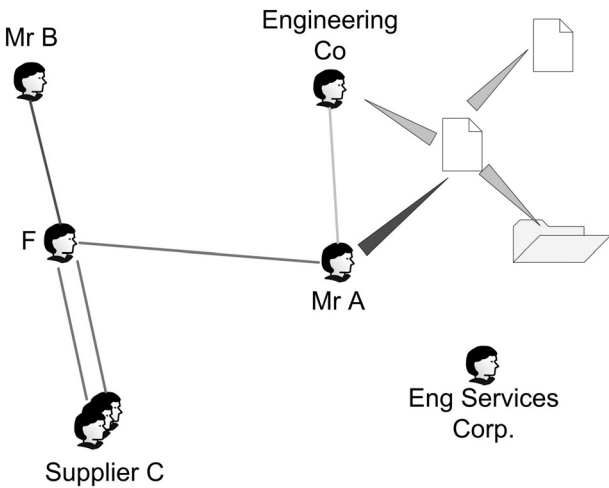 Mr B
Engineering
Co
F
Mr A
Eng Services
Corp.
Supplier C